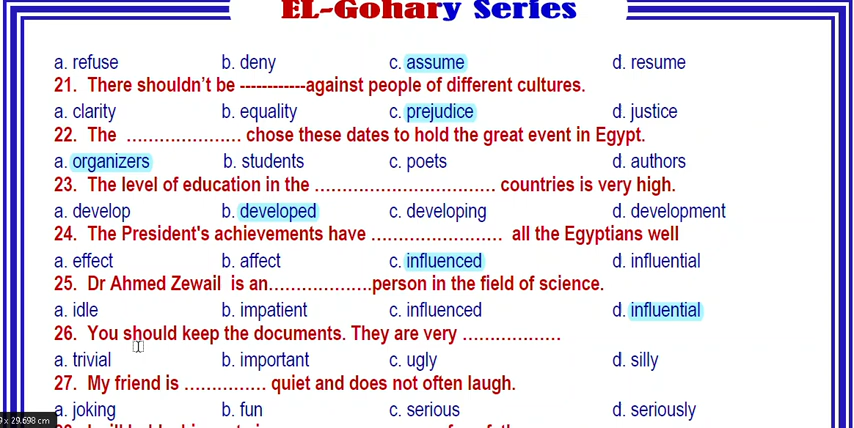 EL-Gohary Series
a. refuse b. deny c. assume d. resume
21. There shouldn't be ------------against people of different cultures.
a. clarity b. equality c. prejudice d. justice
22. The ………………… chose these dates to hold the great event in Egypt.
a. organizers b. students c. poets d. authors
23. The level of education in the …………………………… countries is very high.
a. develop b. developed c. developing d. development
24. The President's achievements have …………………… all the Egyptians well
a. effect b. affect c. influenced d. influential
25. Dr Ahmed Zewail is an………………..person in the field of science.
a. idle b. impatient c. influenced d. influential
26. You should keep the documents. They are very ………………
a. trivial b. important c. ugly d. silly
27. My friend is …………… quiet and does not often laugh.
a. joking b. fun c. serious d. seriously
9 x 29.698 cm